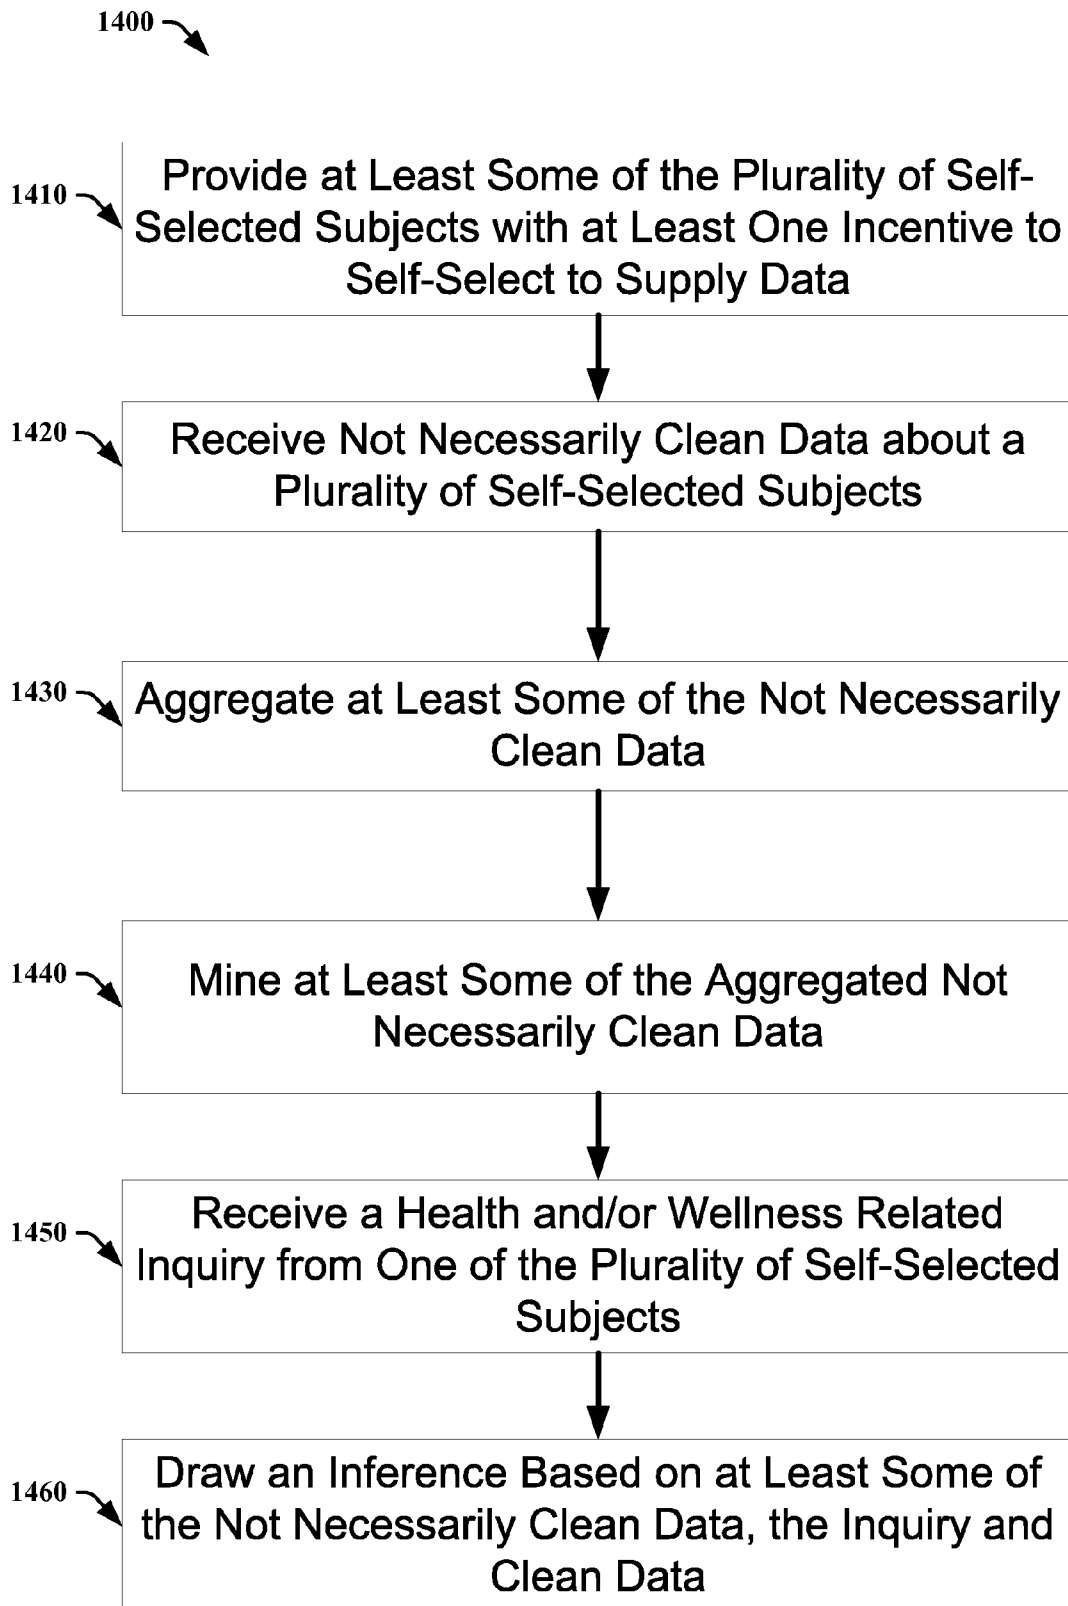 1400
1410
Provide at Least Some of the Plurality of Self-
Selected Subjects with at Least One Incentive to
Self-Select to Supply Data
1420
Receive Not Necessarily Clean Data about a
Plurality of Self-Selected Subjects
1430
Aggregate at Least Some of the Not Necessarily
Clean Data
1440
Mine at Least Some of the Aggregated Not
Necessarily Clean Data
1450
Receive a Health and/or Wellness Related
Inquiry from One of the Plurality of Self-Selected
Subjects
1460
Draw an Inference Based on at Least Some of
the Not Necessarily Clean Data, the Inquiry and
Clean Data